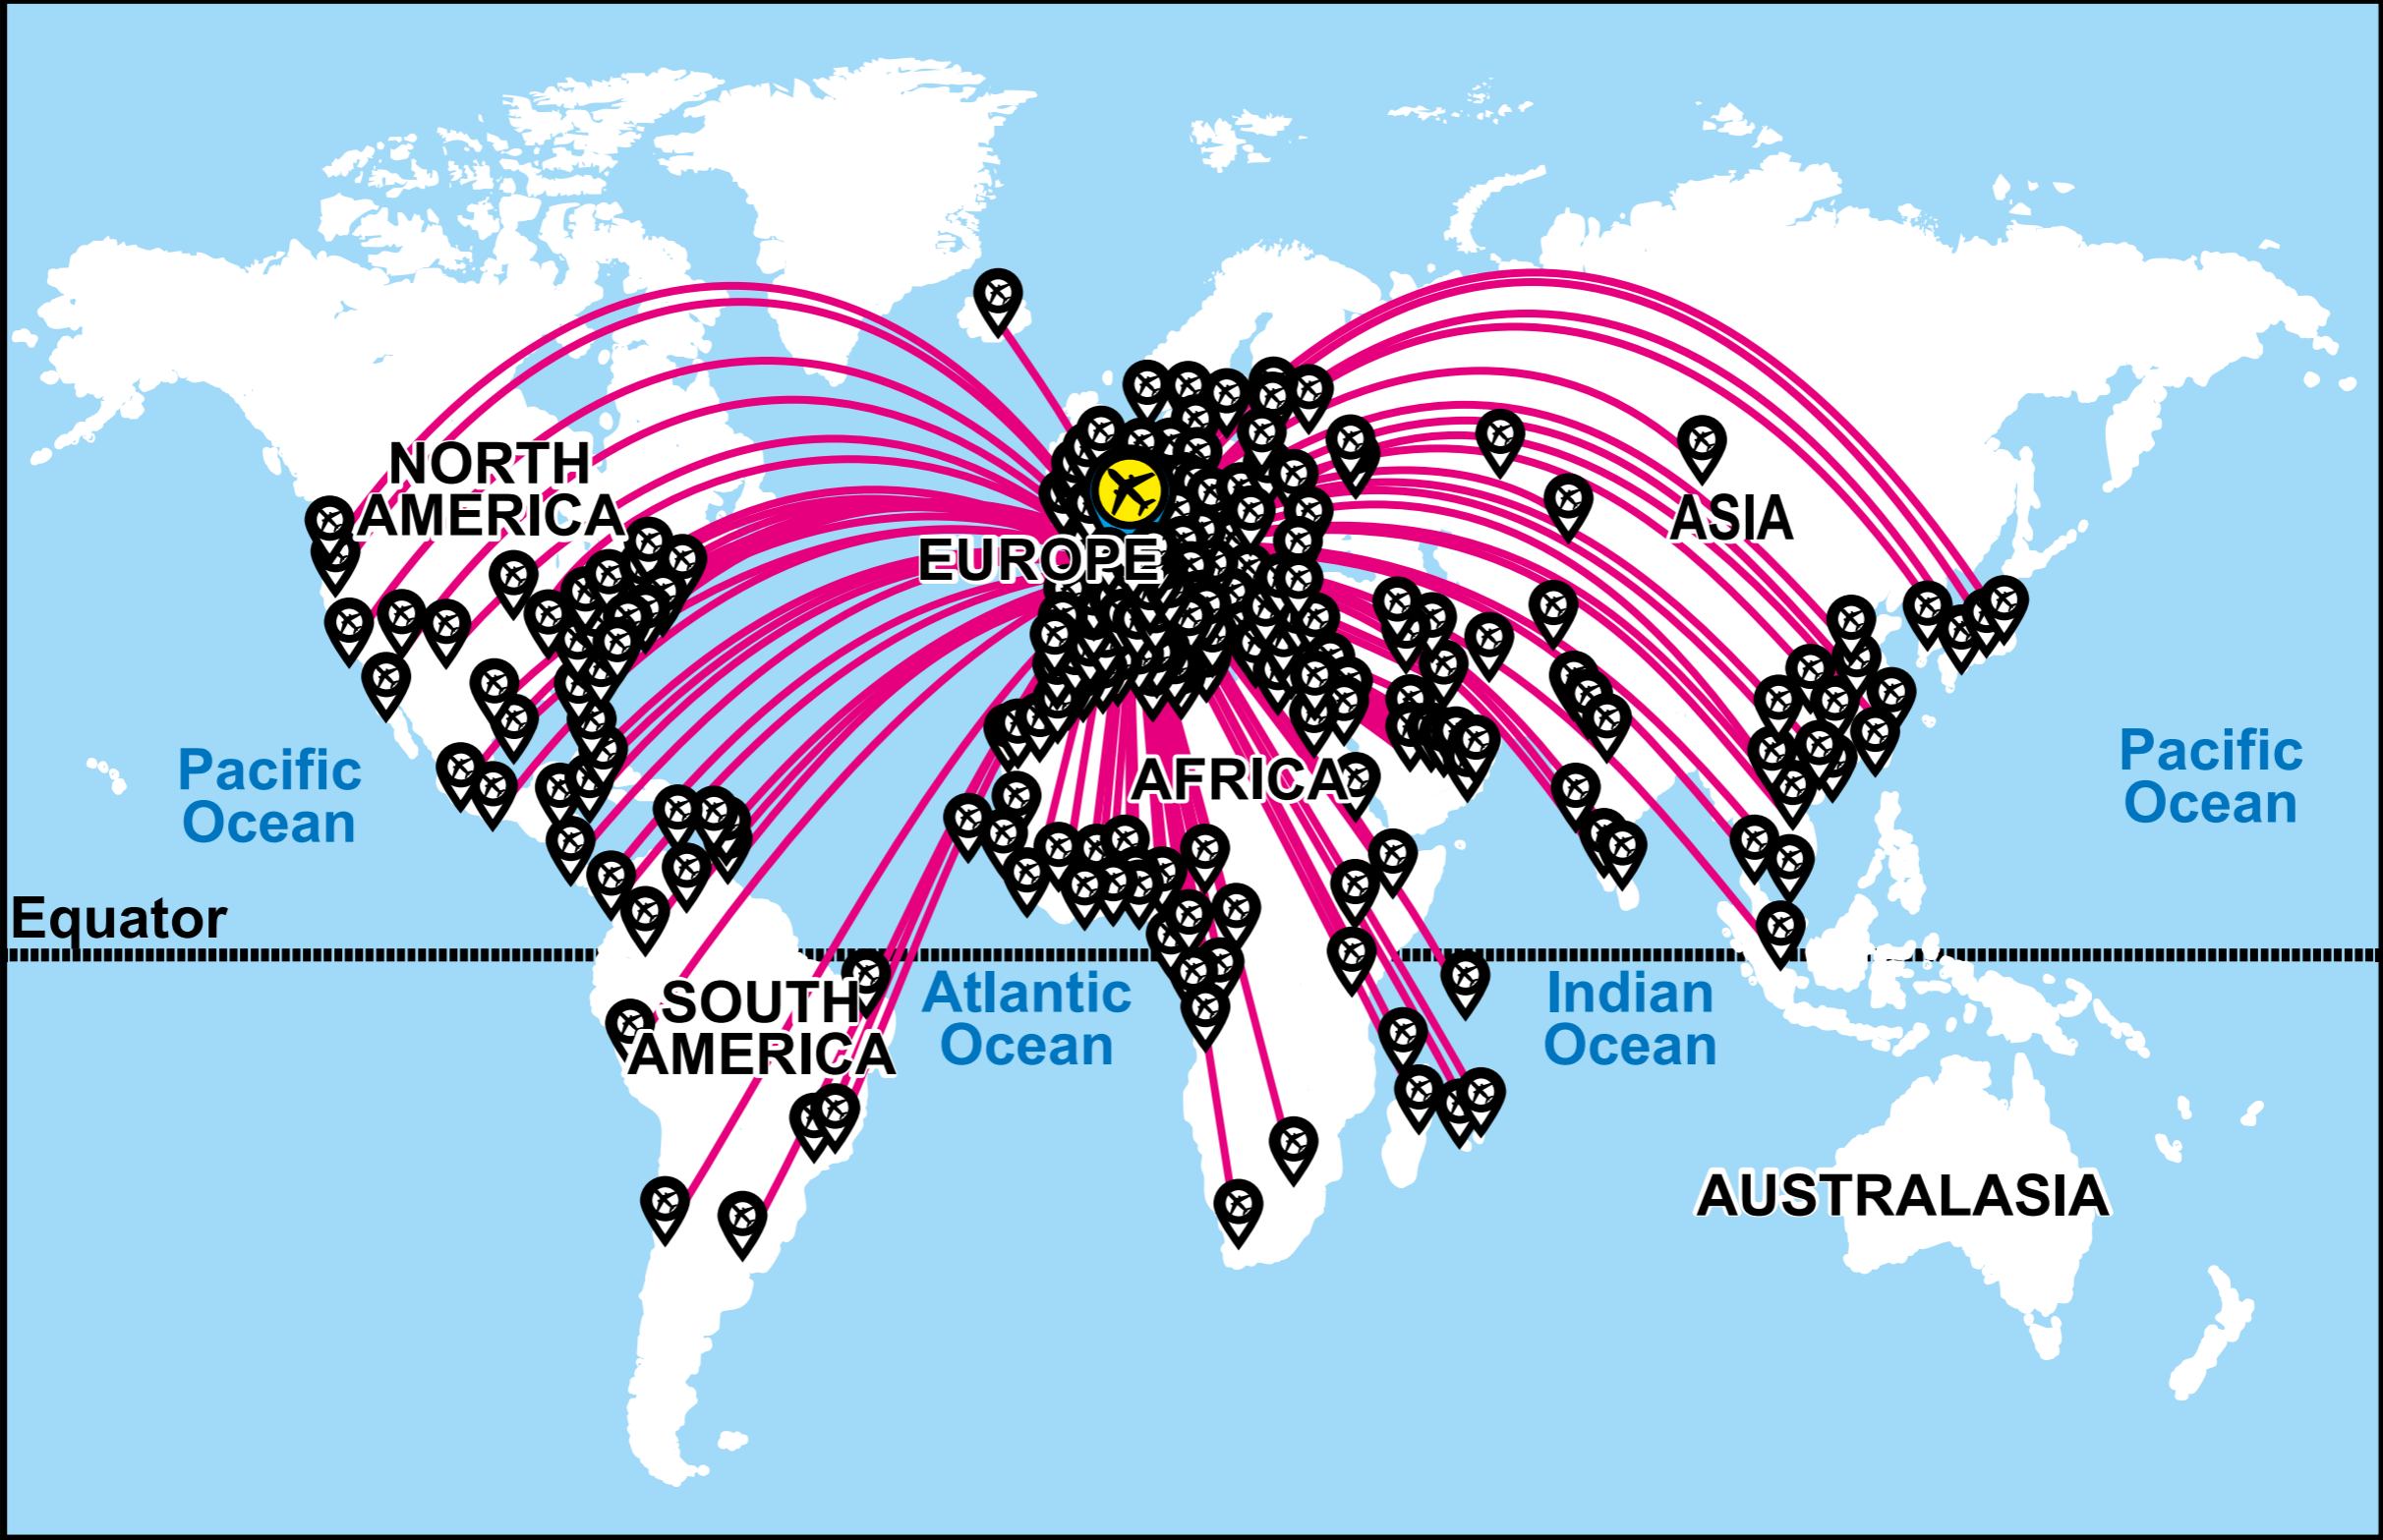 NORTH
AMERICA
ASIA
EUROPE
Pacific
Ocean
AFRICA
Pacific
Ocean
Equator
SOUTH
AMERICA
Atlantic
Ocean
Indian
Ocean
AUSTRALASIA